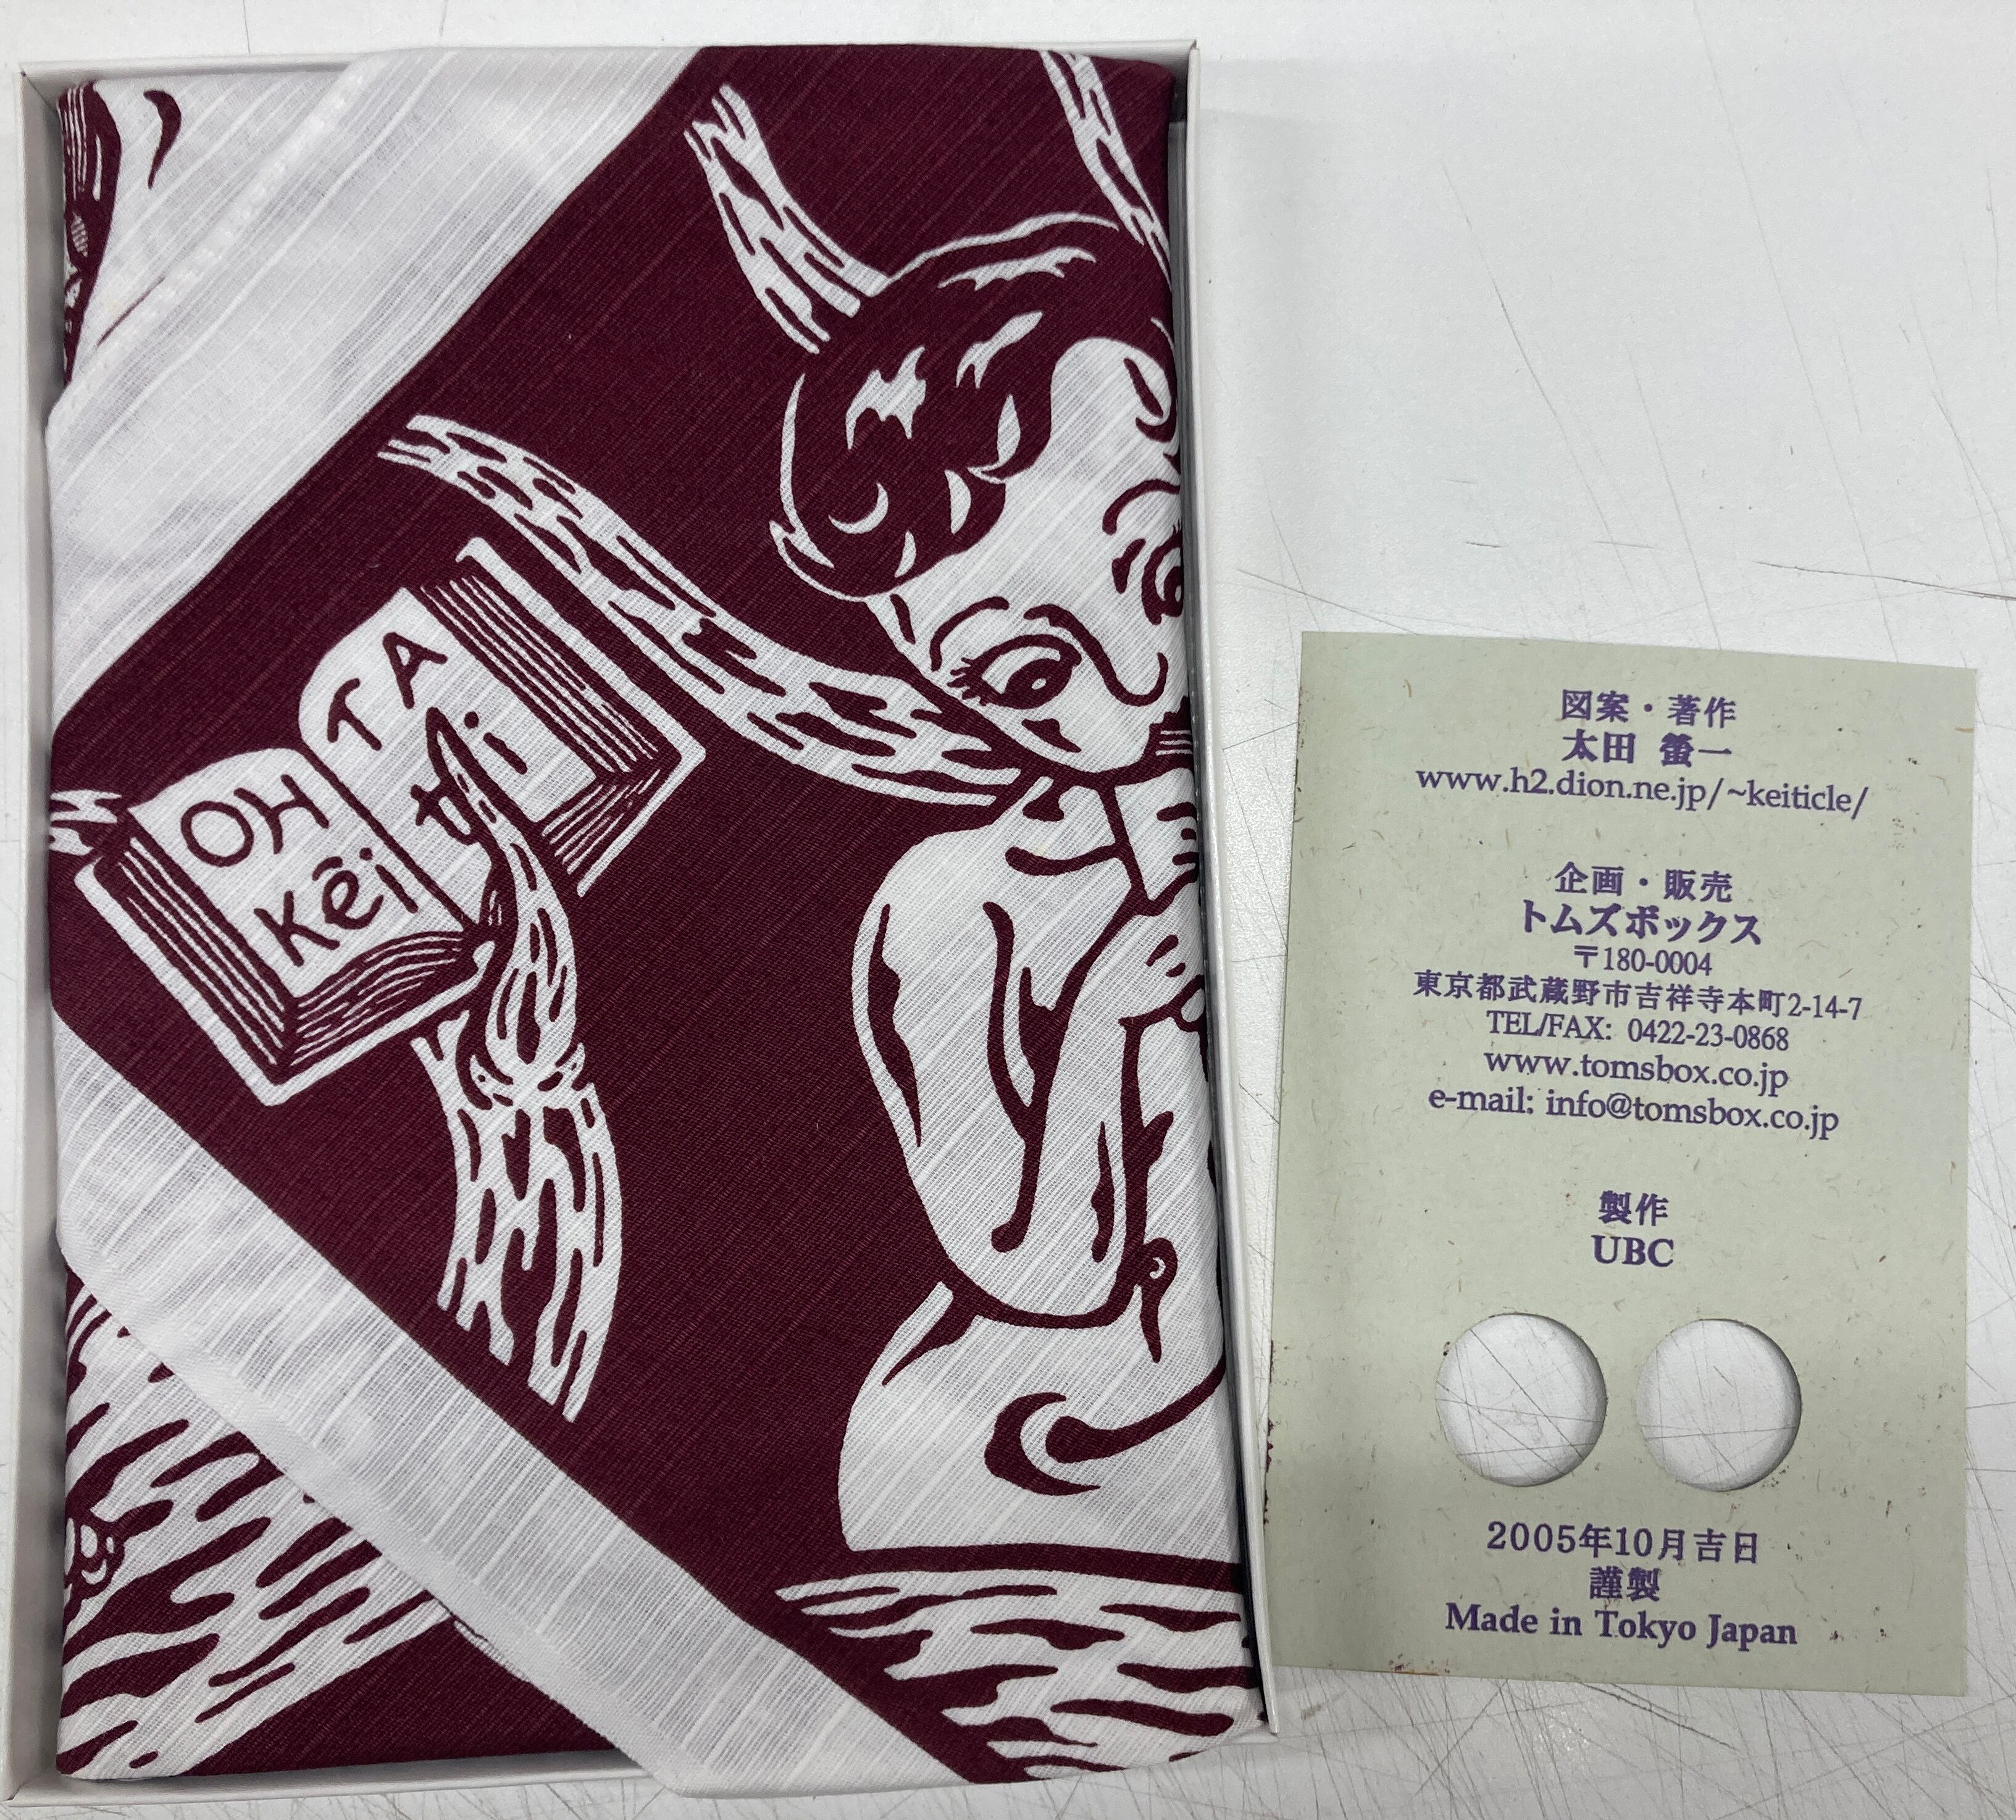 OH
Kēi
TA
ti
図案・著作
太田 螢一
www.h2.dion.ne.jp/~keiticle/
企画・販売
トムズボックス
〒180-0004
東京都武蔵野市吉祥寺本町2-14-7
TEL/FAX: 0422-23-0868
www.tomsbox.co.jp
e-mail: info@tomsbox.co.jp
製作
UBC
2005年10月吉日
謹製
Made in Tokyo Japan